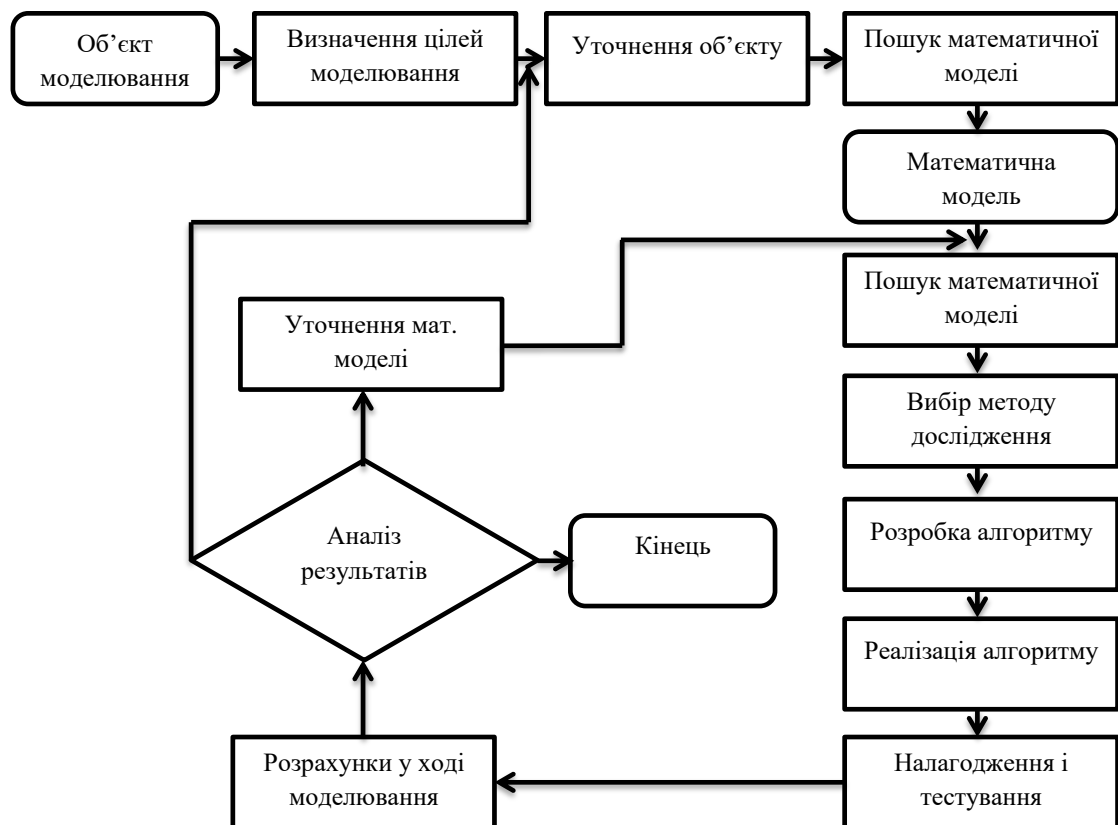 Об’єкт
моделювання
Визначення цілей
моделювання
Уточнення об’єкту
Пошук математичної
моделі
Математична
модель
Пошук математичної
моделі
Уточнення мат.
моделі
Вибір методу
дослідження
Аналіз
результатів
Кінець
Розробка алгоритму
Реалізація алгоритму
Розрахунки у ході
моделювання
Налагодження і
тестування